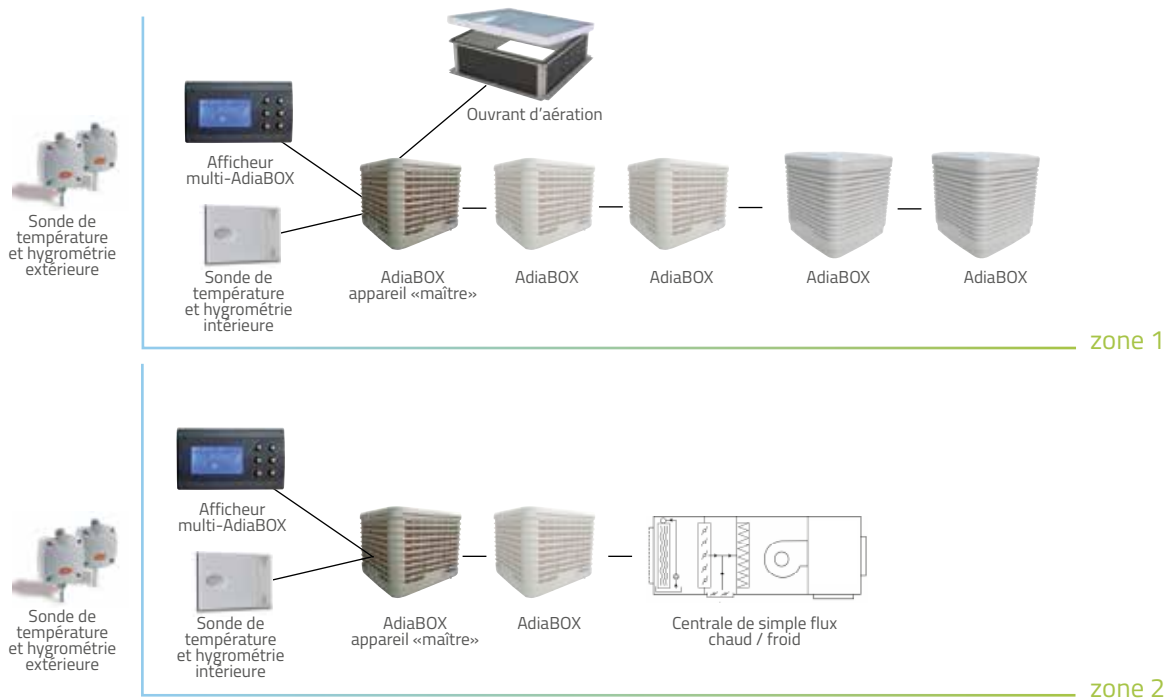 Ouvrant d'aération
Afficheur
multi-AdiaBOX
Sonde de
température
et hygrométrie
extérieure
Sonde de
température
et hygrométrie
intérieure
AdiaBOX
appareil «maître»
AdiaBOX
AdiaBOX
AdiaBOX
AdiaBOX
zone 1
Afficheur
multi-AdiaBOX
Sonde de
température
et hygrométrie
extérieure
Sonde de
température
et hygrométrie
intérieure
AdiaBOX
appareil «maître»
AdiaBOX
Centrale de simple flux
chaud / froid
zone 2